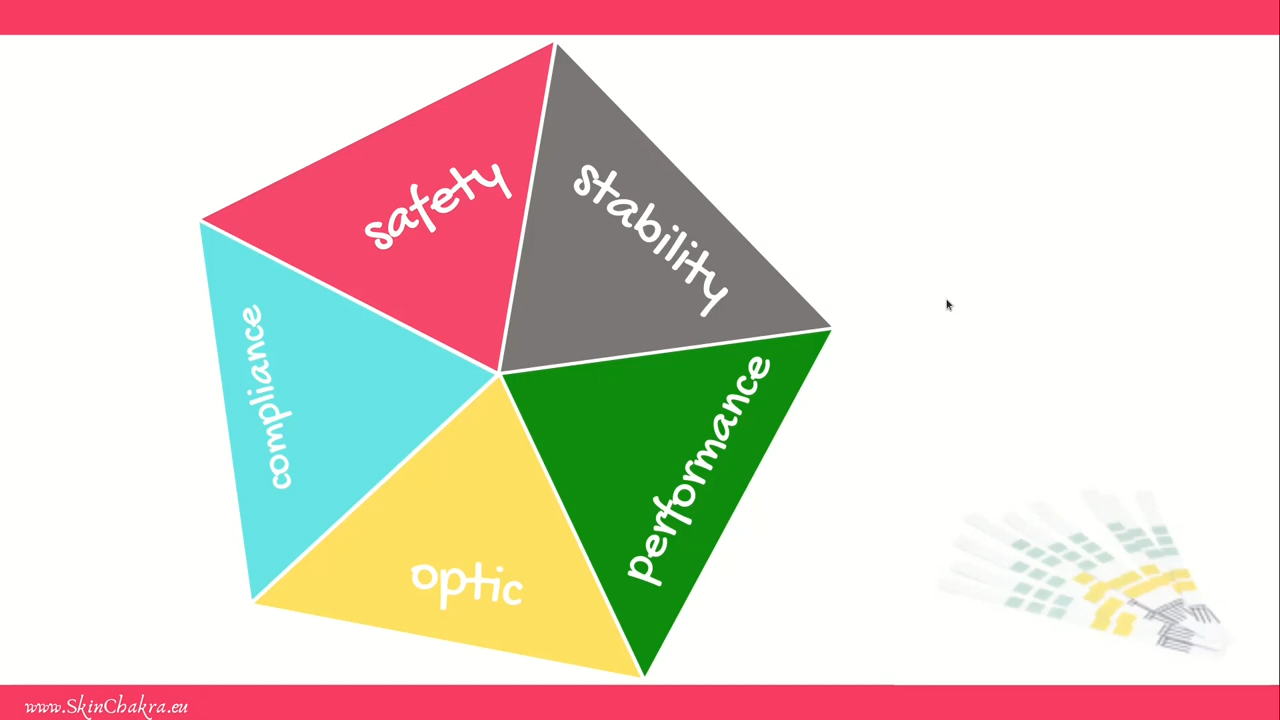 safety
stability
compliance
performance
optic
www.SkinChakra.eu